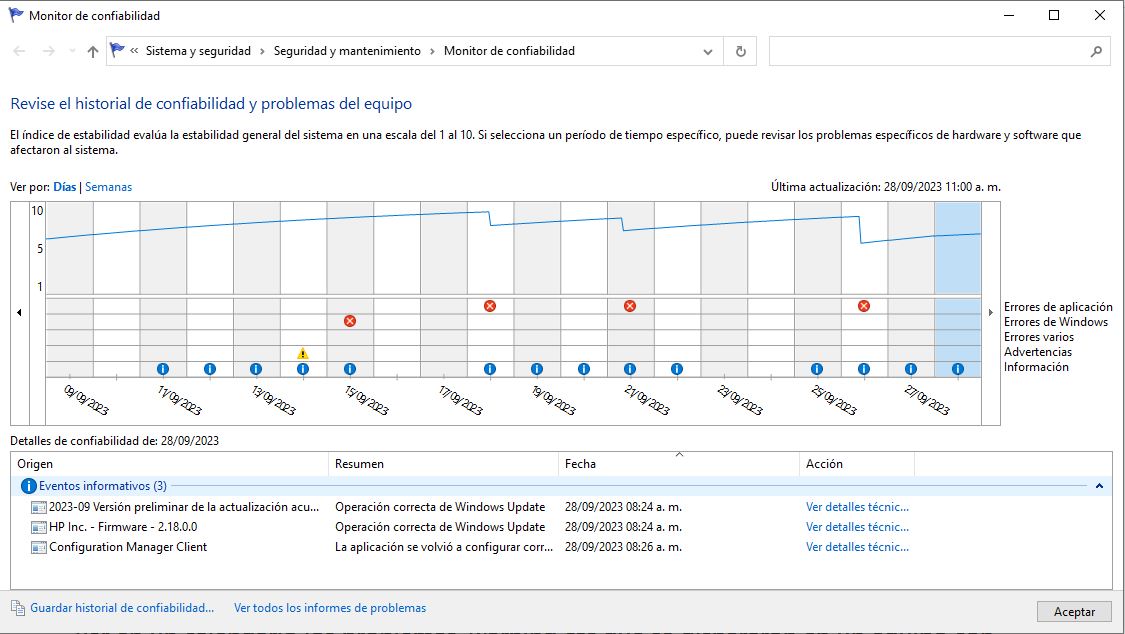 Monitor de confiabilidad
« Sistema y seguridad > Seguridad y mantenimiento > Monitor de confiabilidad
Revise el historial de confiabilidad y problemas del equipo
El índice de estabilidad evalúa la estabilidad general del sistema en una escala del 1 al 10. Si selecciona un período de tiempo específico, puede revisar los problemas específicos de hardware y software que
afectaron al sistema.
Ver por: Días | Semanas
Última actualización: 28/09/2023 11:00 a. m.
10
5
1
Errores de aplicación
Errores de Windows
Errores varios
Advertencias
Información
09/09/2023
11/09/2023
13/09/2023
15/09/2023
17/09/2023
19/09/2023
21/09/2023
23/09/2023
25/09/2023
27/09/2023
Detalles de confiabilidad de: 28/09/2023
Origen Resumen Fecha Acción
Eventos informativos (3)
2023-09 Versión preliminar de la actualización acu... Operación correcta de Windows Update 28/09/2023 08:24 a. m. Ver detalles técnic...
HP Inc. - Firmware - 2.18.0.0 Operación correcta de Windows Update 28/09/2023 08:24 a. m. Ver detalles técnic...
Configuration Manager Client La aplicación se volvió a configurar corr... 28/09/2023 08:26 a. m. Ver detalles técnic...
Guardar historial de confiabilidad... Ver todos los informes de problemas
Aceptar